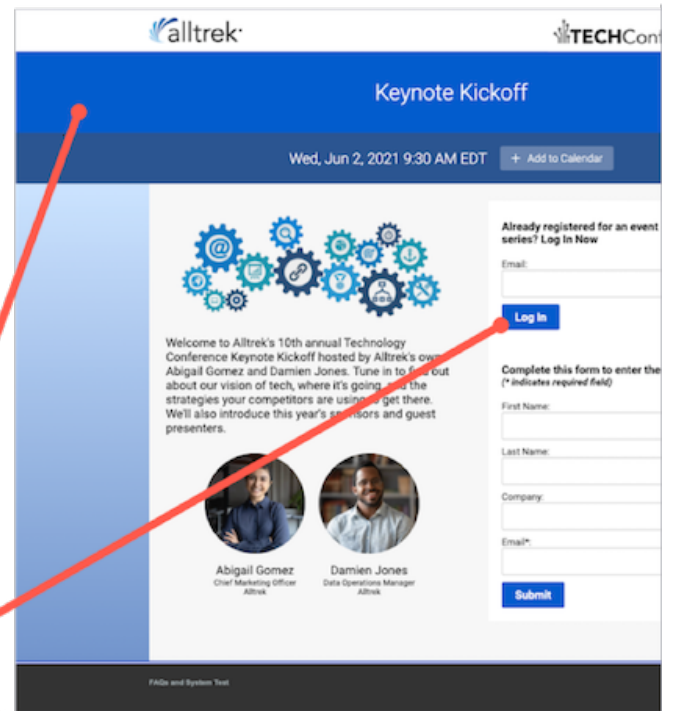 alltrek
TECHConf
Keynote Kickoff
Wed, Jun 2, 2021 9:30 AM EDT
+ Add to Calendar
Welcome to Alltrek's 10th annual Technology
Conference Keynote Kickoff hosted by Alltrek's own
Abigail Gomez and Damien Jones. Tune in to find out
about our vision of tech, where it's going, and the
strategies your competitors are using to get there.
We'll also introduce this year's sponsors and guest
presenters.
Abigail Gomez
Chief Marketing Officer
Alltrek
Damien Jones
Data Operations Manager
Alltrek
Already registered for an event
series? Log In Now
Email:
Log In
Complete this form to enter the
(* indicates required field)
First Name:
Last Name:
Company:
Email*:
Submit
FAQs and System Test